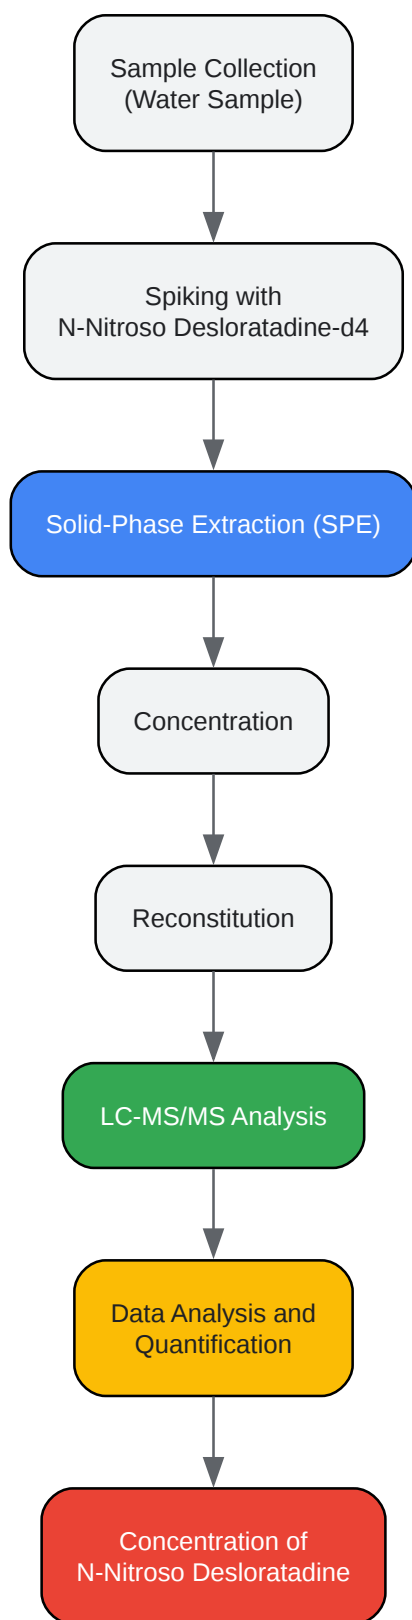 Sample Collection
(Water Sample)
Spiking with
N-Nitroso Desloratadine-d4
Solid-Phase Extraction (SPE)
Concentration
Reconstitution
LC-MS/MS Analysis
Data Analysis and
Quantification
Concentration of
N-Nitroso Desloratadine